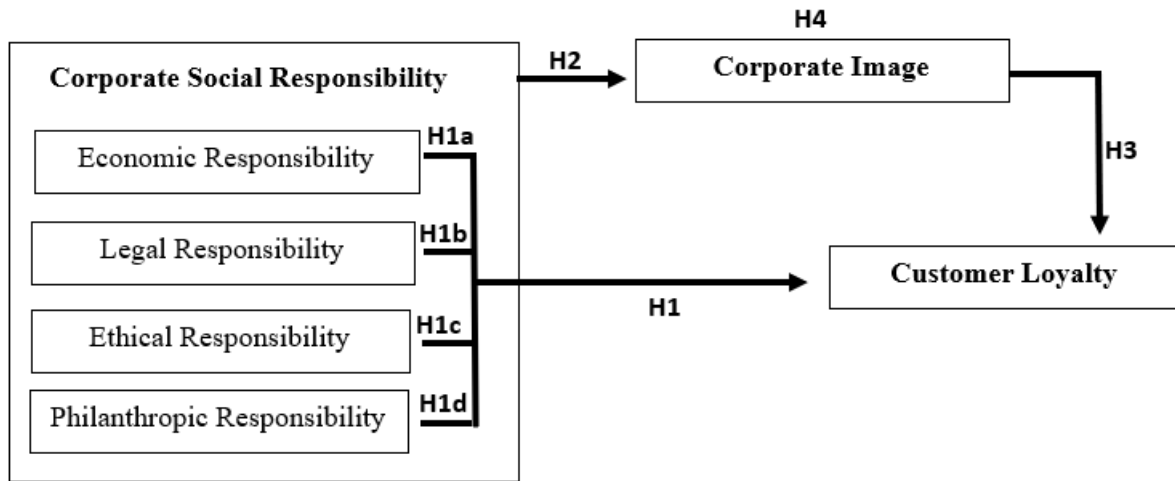 H4
Corporate Social Responsibility
H2
Corporate Image
Economic Responsibility
H1a
H3
Legal Responsibility
H1b
Customer Loyalty
H1
Ethical Responsibility
H1c
Philanthropic Responsibility
H1d